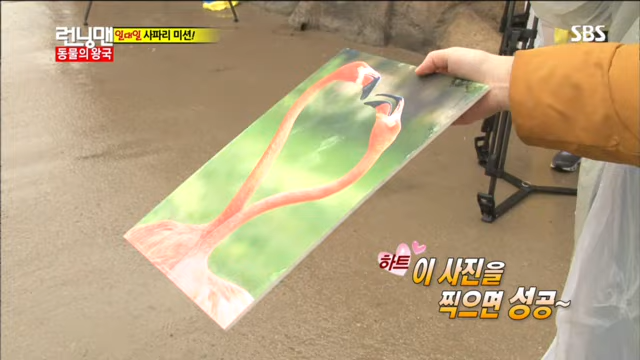 런닝맨
동물의 왕국
일대일 사파리 미션!
SBS
하트 이 사진을
찍으면 성공~